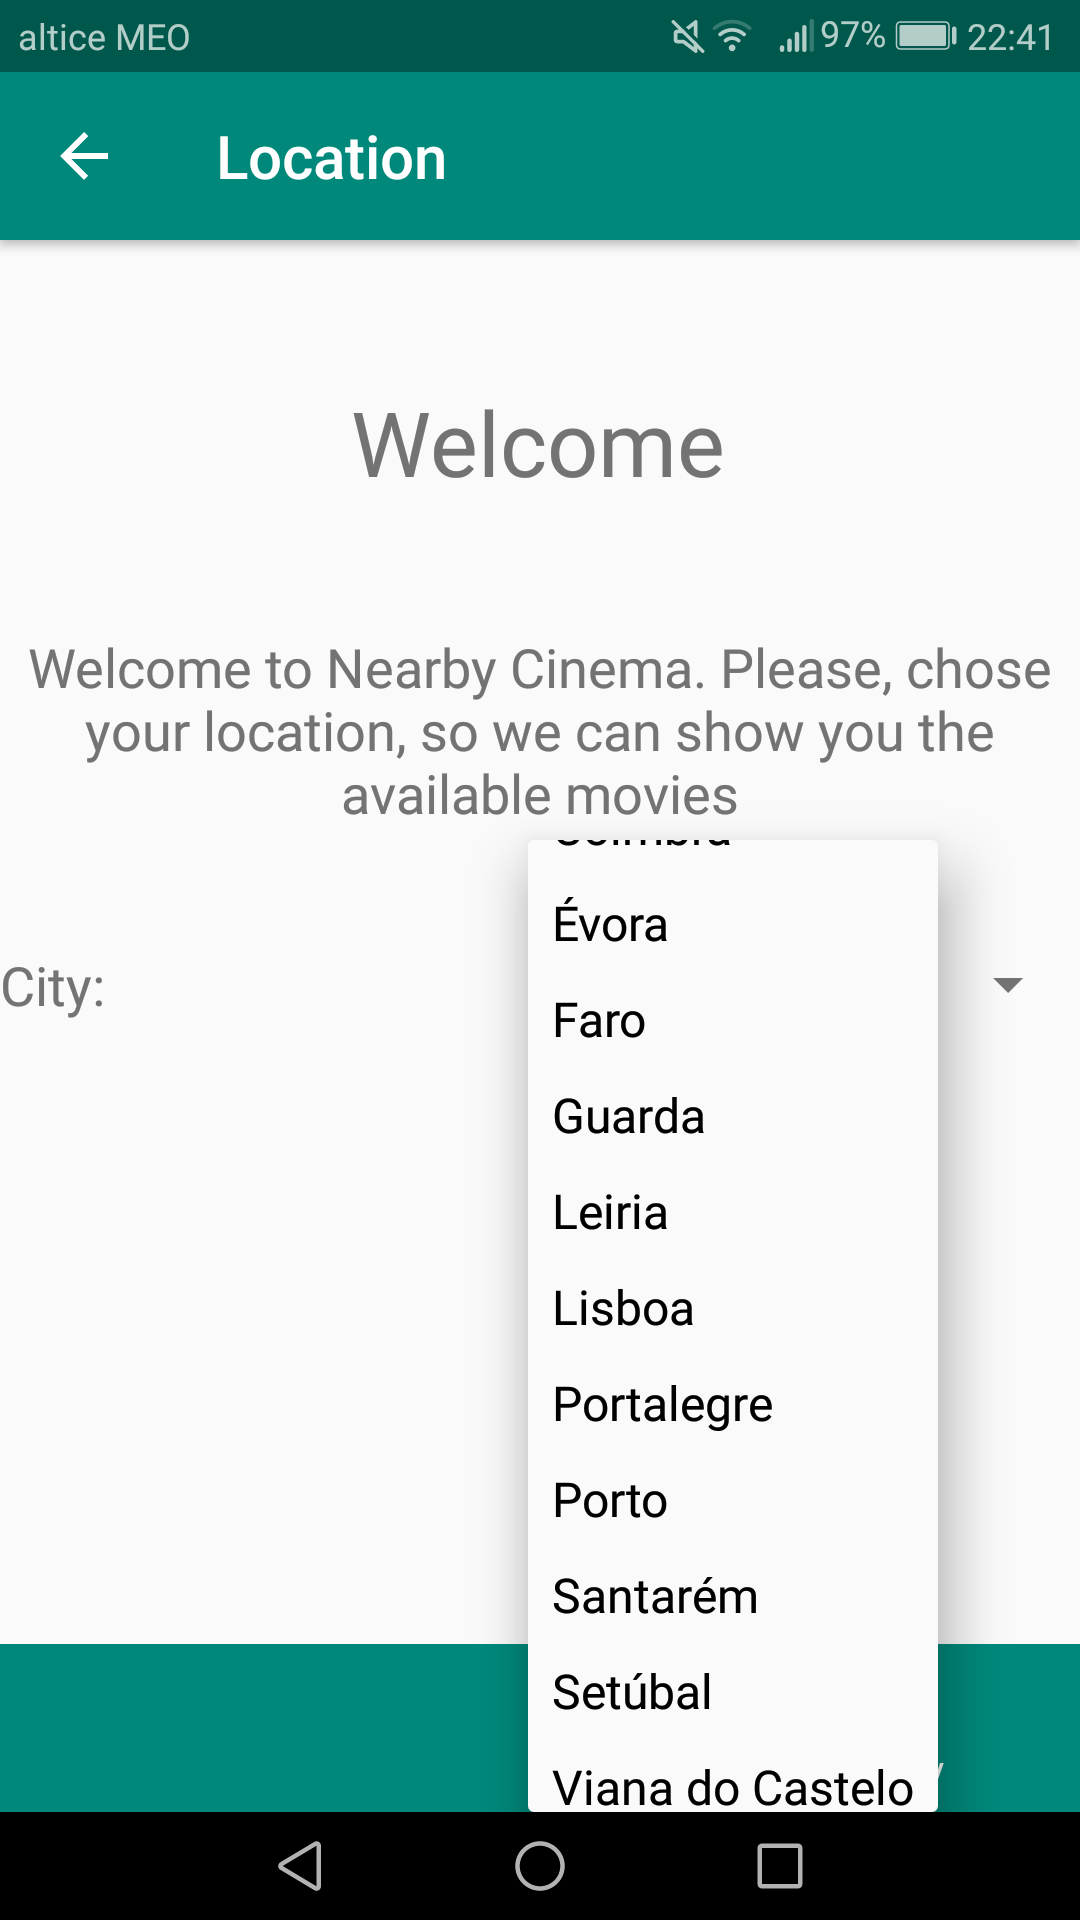 altice MEO 97% 22:41
Location
Welcome
Welcome to Nearby Cinema. Please, chose
your location, so we can show you the
available movies
City:
Évora
Faro
Guarda
Leiria
Lisboa
Portalegre
Porto
Santarém
Setúbal
Viana do Castelo